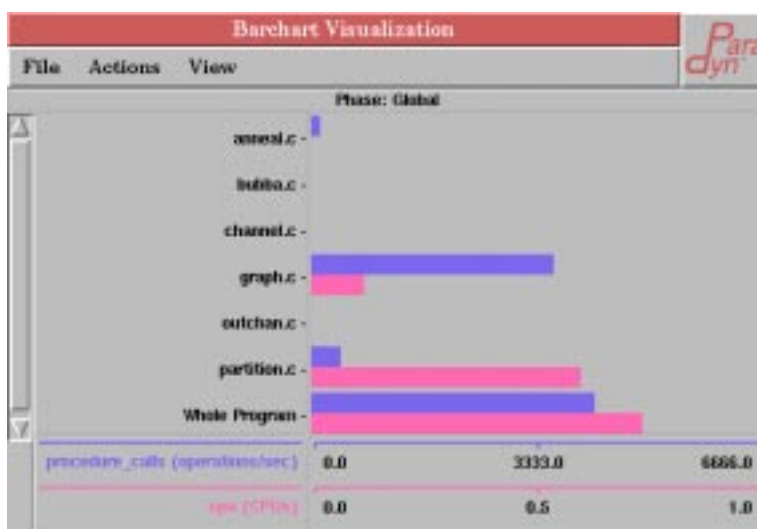 Barchart Visualization
Para
dyn
File Actions View
Phase: Global
anneal.c
bubba.c
channel.c
graph.c
outchan.c
partition.c
Whole Program
procedure_calls (operations/sec) 0.0 3333.0 6666.0
cpu (CPUs) 0.0 0.5 1.0